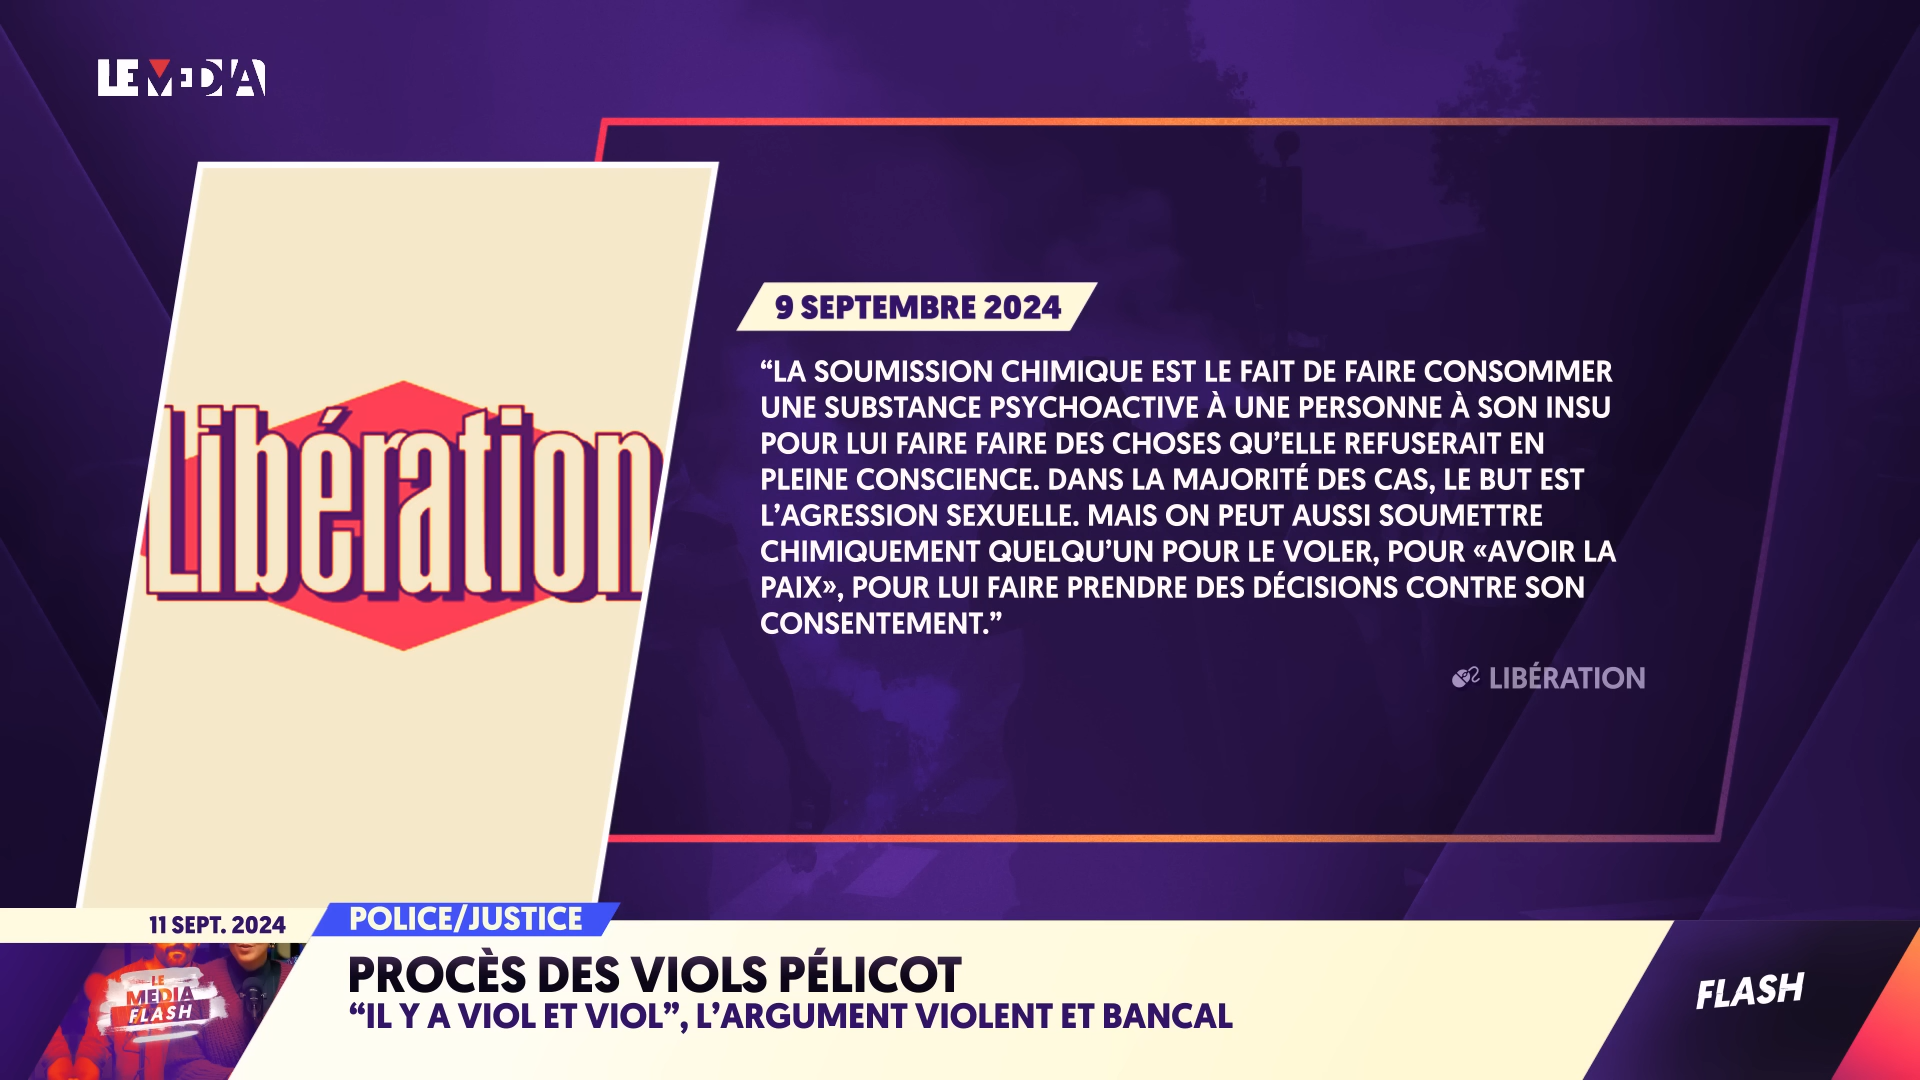 LE MEDIA
Libération
9 SEPTEMBRE 2024
“LA SOUMISSION CHIMIQUE EST LE FAIT DE FAIRE CONSOMMER
UNE SUBSTANCE PSYCHOACTIVE À UNE PERSONNE À SON INSU
POUR LUI FAIRE FAIRE DES CHOSES QU’ELLE REFUSERAIT EN
PLEINE CONSCIENCE. DANS LA MAJORITÉ DES CAS, LE BUT EST
L’AGRESSION SEXUELLE. MAIS ON PEUT AUSSI SOUMETTRE
CHIMIQUEMENT QUELQU’UN POUR LE VOLER, POUR «AVOIR LA
PAIX», POUR LUI FAIRE PRENDRE DES DÉCISIONS CONTRE SON
CONSENTEMENT.”
LIBÉRATION
11 SEPT. 2024
POLICE/JUSTICE
LE
MEDIA
FLASH
PROCÈS DES VIOLS PÉLICOT
“IL Y A VIOL ET VIOL”, L’ARGUMENT VIOLENT ET BANCAL
FLASH